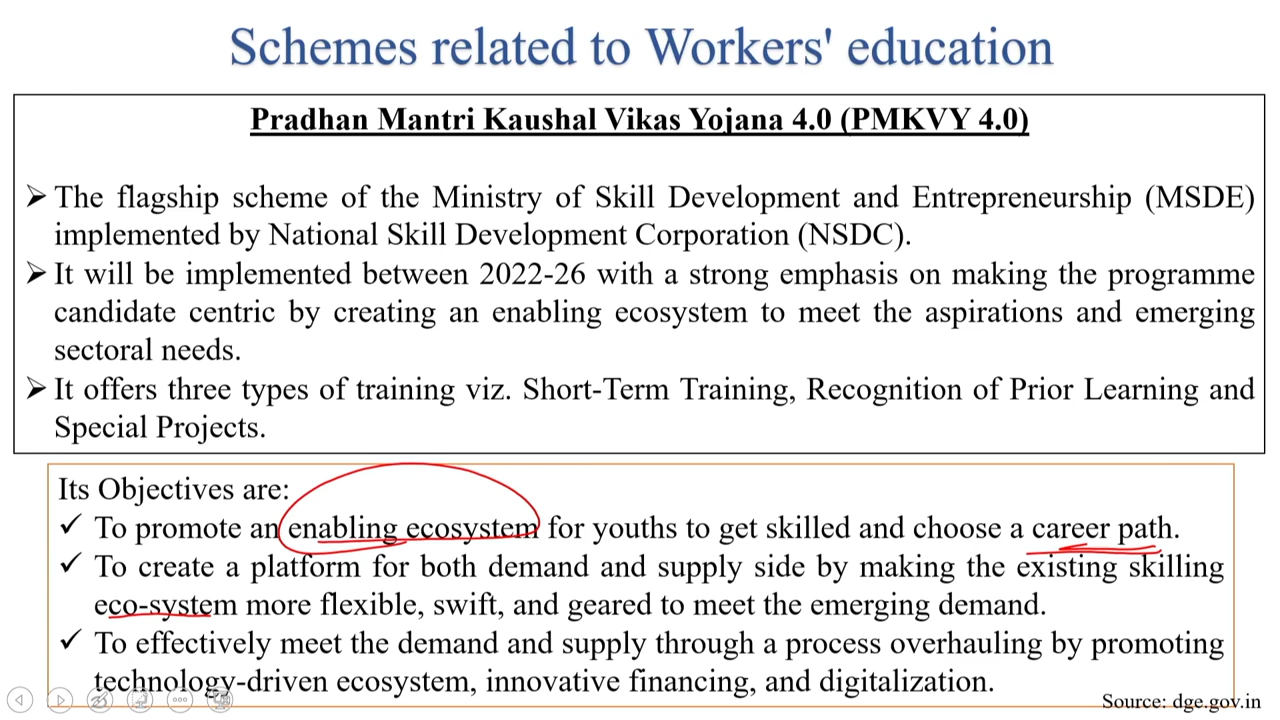 Schemes related to Workers' education
Pradhan Mantri Kaushal Vikas Yojana 4.0 (PMKVY 4.0)
➢ The flagship scheme of the Ministry of Skill Development and Entrepreneurship (MSDE)
implemented by National Skill Development Corporation (NSDC).
➢ It will be implemented between 2022-26 with a strong emphasis on making the programme
candidate centric by creating an enabling ecosystem to meet the aspirations and emerging
sectoral needs.
➢ It offers three types of training viz. Short-Term Training, Recognition of Prior Learning and
Special Projects.
Its Objectives are:
✓ To promote an enabling ecosystem for youths to get skilled and choose a career path.
✓ To create a platform for both demand and supply side by making the existing skilling
eco-system more flexible, swift, and geared to meet the emerging demand.
✓ To effectively meet the demand and supply through a process overhauling by promoting
technology-driven ecosystem, innovative financing, and digitalization.
Source: dge.gov.in